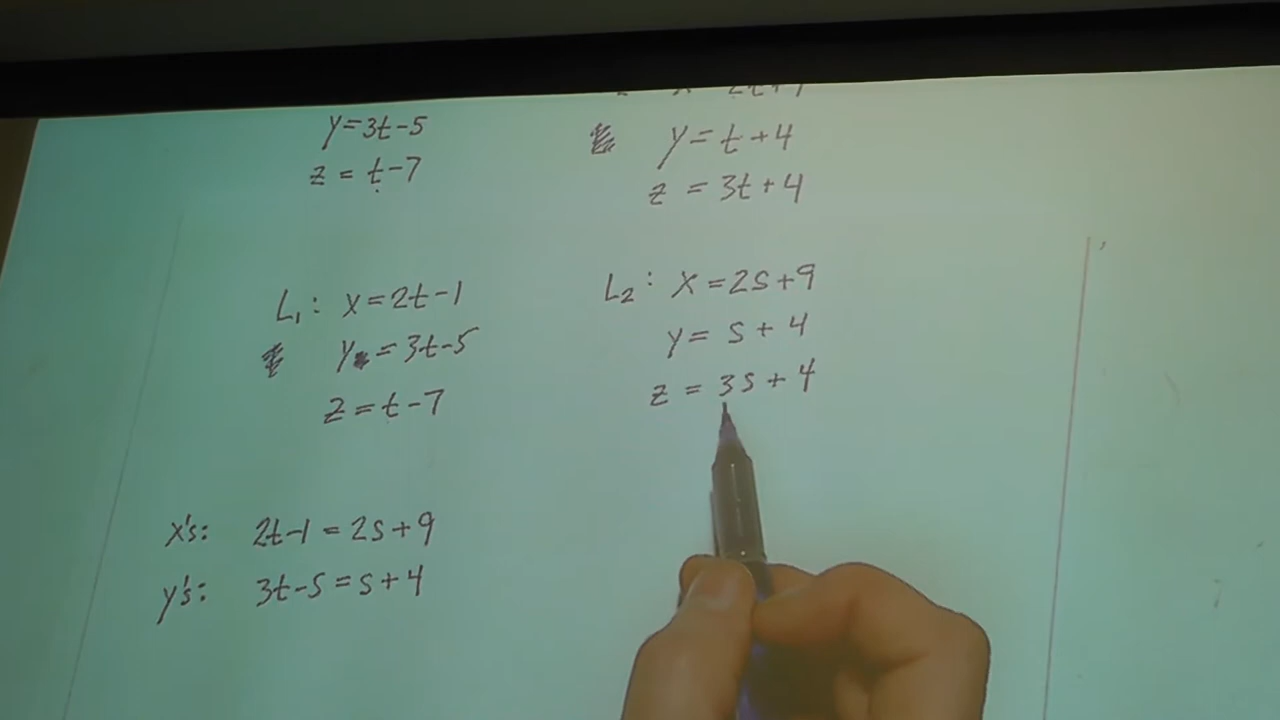 y=3t-5
z = t-7
y= t+4
z = 3t+4
L₁: x=2t-1
y=3t-5
z=t-7
L₂: x=2s+9
y= s+4
z = 3s+4
x's: 2t-1=2s+9
y's: 3t-5=s+4